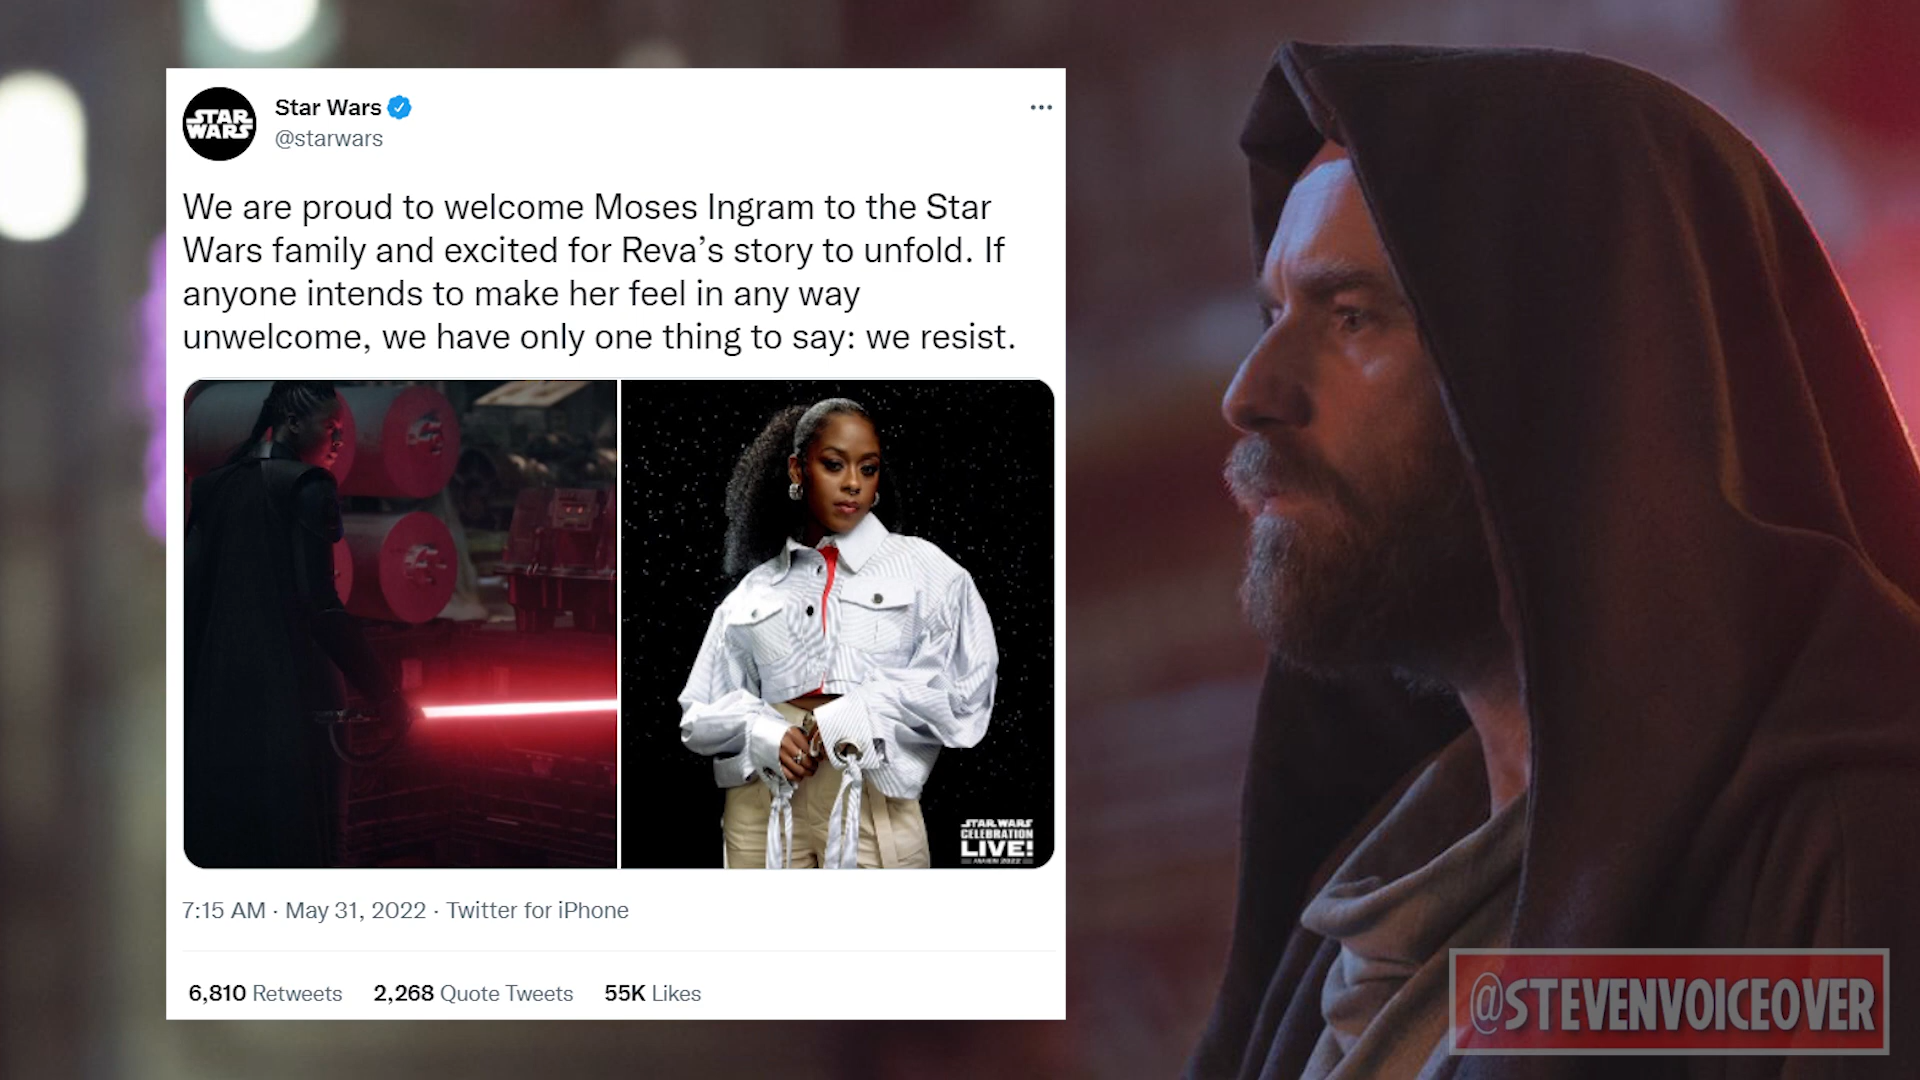 STAR
WARS
Star Wars
@starwars
We are proud to welcome Moses Ingram to the Star
Wars family and excited for Reva’s story to unfold. If
anyone intends to make her feel in any way
unwelcome, we have only one thing to say: we resist.
STAR WARS
CELEBRATION
LIVE!
ANAHEIM 2022
7:15 AM · May 31, 2022 · Twitter for iPhone
6,810 Retweets 2,268 Quote Tweets 55K Likes
@STEVENVOICEOVER